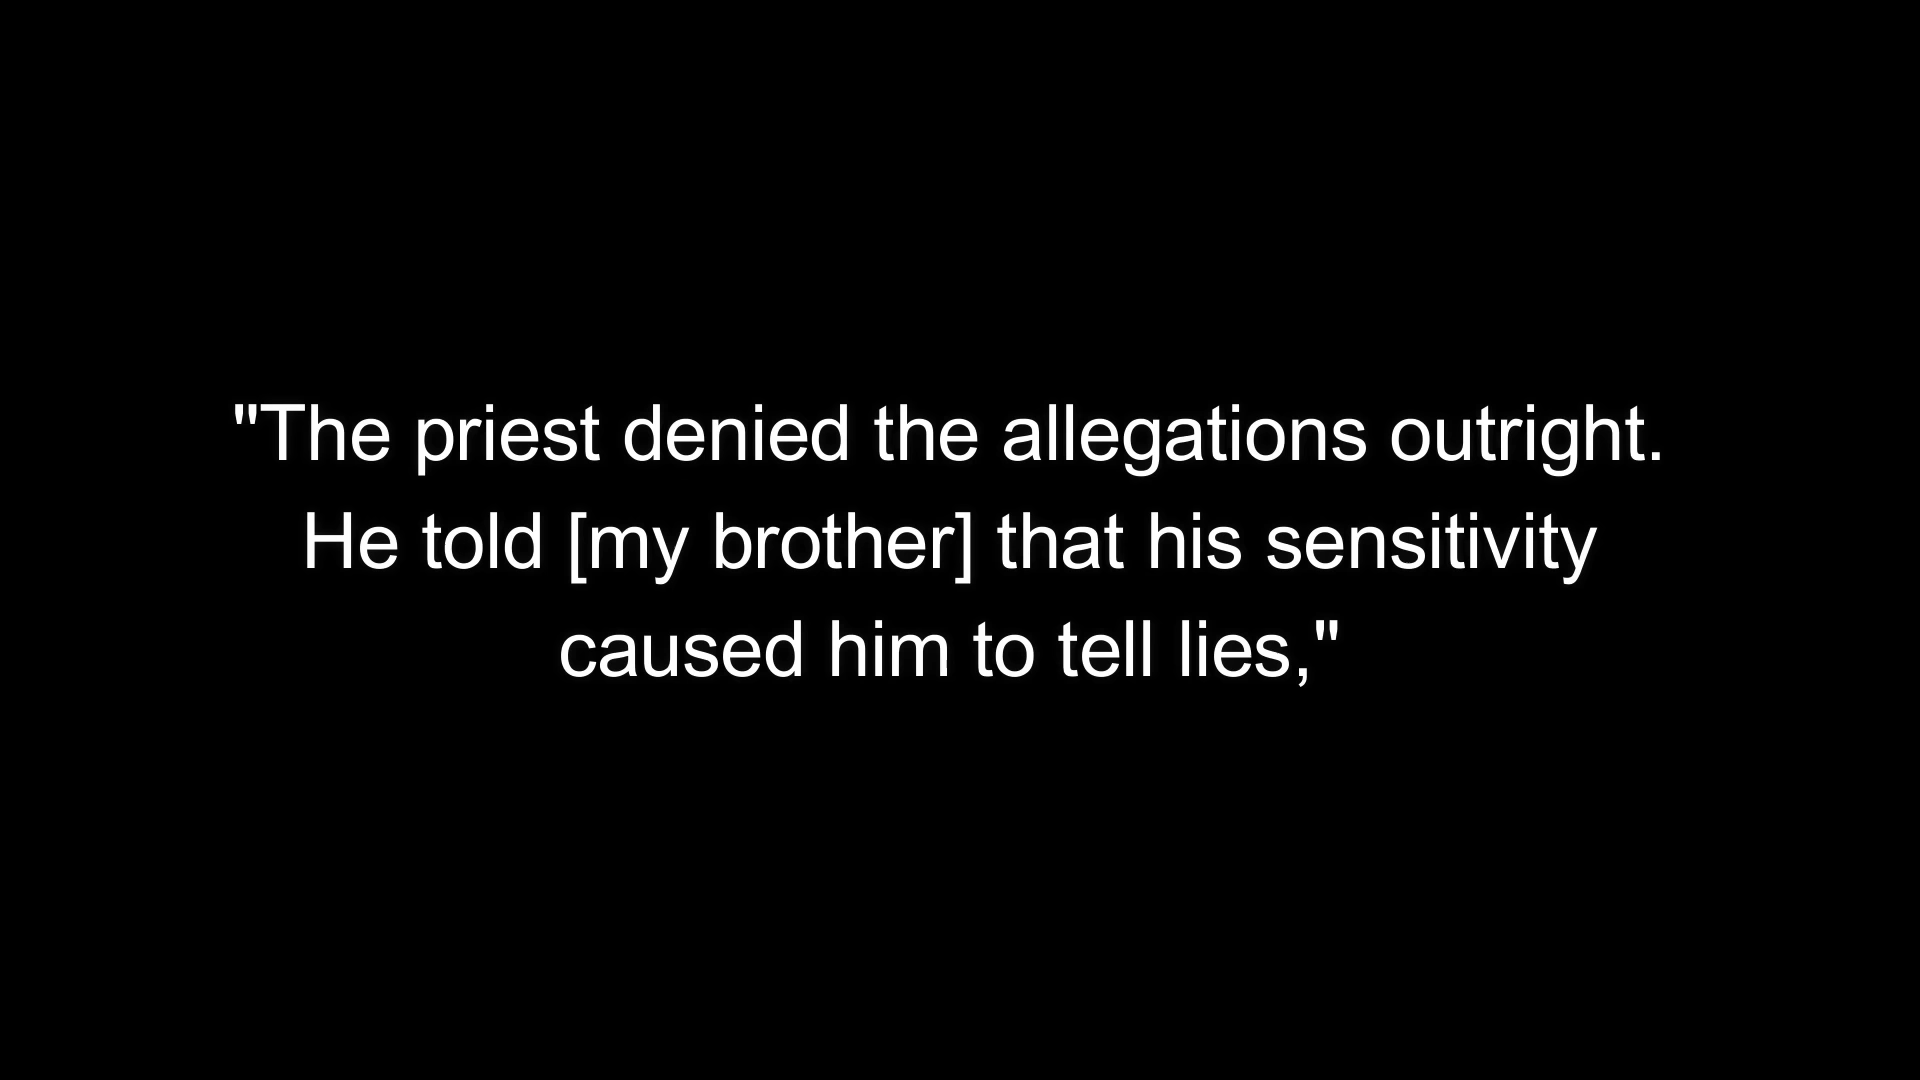 "The priest denied the allegations outright.
He told [my brother] that his sensitivity
caused him to tell lies,"